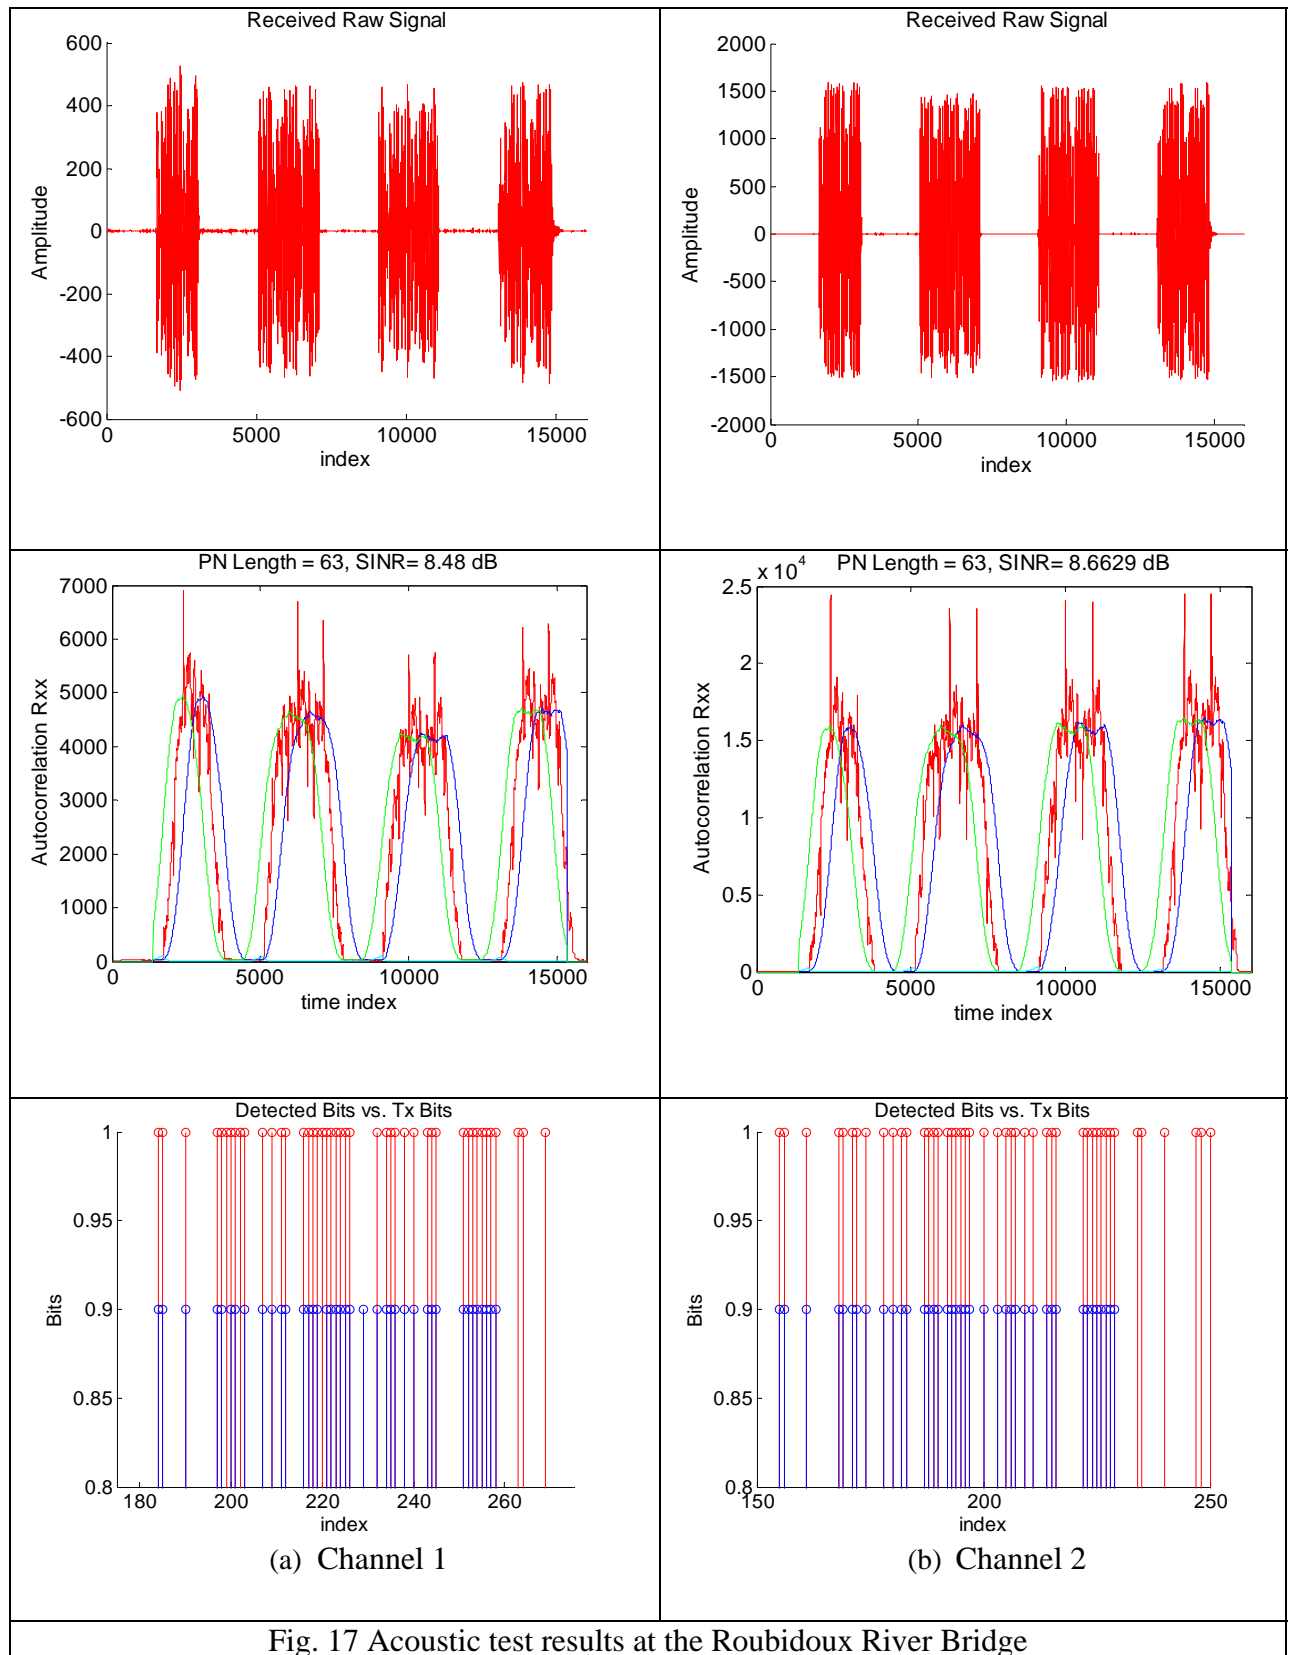 Received Raw Signal
600
400
200
0
-200
-400
-600
0 5000 10000 15000
Amplitude
index
Received Raw Signal
2000
1500
1000
500
0
-500
-1000
-1500
-2000
0 5000 10000 15000
Amplitude
index
PN Length = 63, SINR= 8.48 dB
7000
6000
5000
4000
3000
2000
1000
0
0 5000 10000 15000
Autocorrelation Rxx
time index
PN Length = 63, SINR= 8.6629 dB
x 10^4
2.5
2
1.5
1
0.5
0
0 5000 10000 15000
Autocorrelation Rxx
time index
Detected Bits vs. Tx Bits
1
0.95
0.9
0.85
0.8
180 200 220 240 260
Bits
index
(a) Channel 1
Detected Bits vs. Tx Bits
1
0.95
0.9
0.85
0.8
150 200 250
Bits
index
(b) Channel 2
Fig. 17 Acoustic test results at the Roubidoux River Bridge